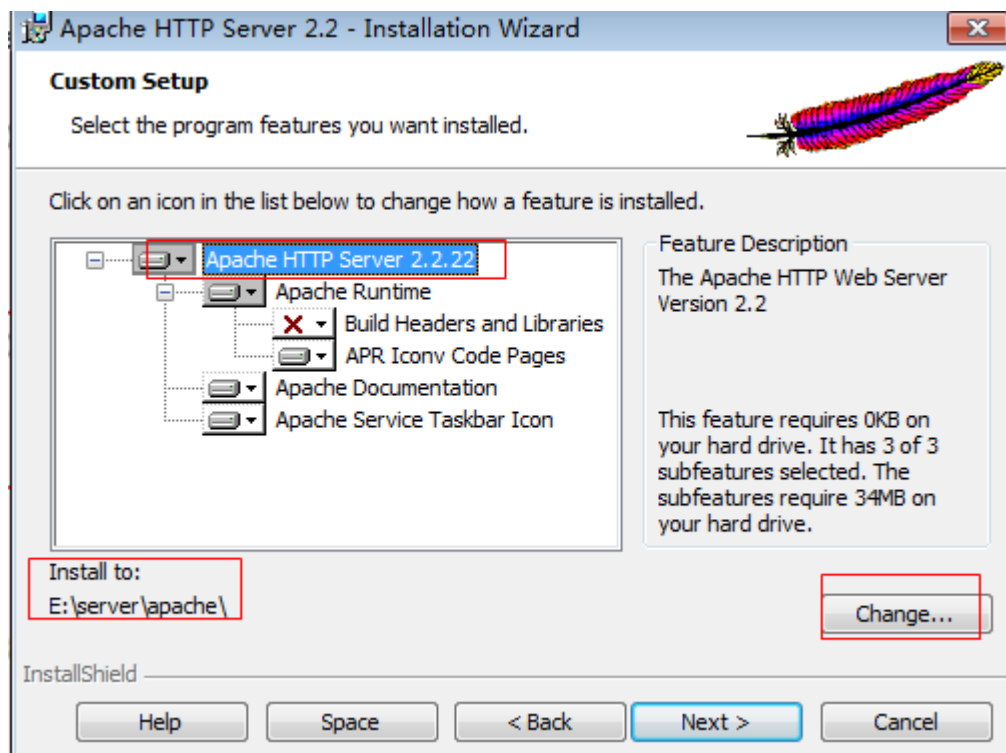 Apache HTTP Server 2.2 - Installation Wizard
Custom Setup
Select the program features you want installed.
Click on an icon in the list below to change how a feature is installed.
Apache HTTP Server 2.2.22
Apache Runtime
Build Headers and Libraries
APR Iconv Code Pages
Apache Documentation
Apache Service Taskbar Icon
Feature Description
The Apache HTTP Web Server
Version 2.2
This feature requires 0KB on
your hard drive. It has 3 of 3
subfeatures selected. The
subfeatures require 34MB on
your hard drive.
Install to:
E:\server\apache\
Change...
InstallShield
Help
Space
< Back
Next >
Cancel